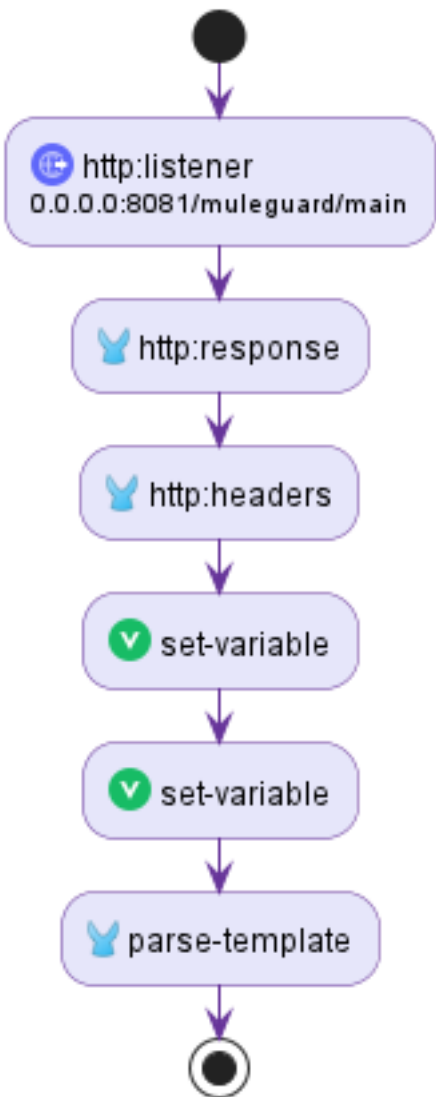 http:listener
0.0.0.0:8081/muleguard/main
http:response
http:headers
set-variable
set-variable
parse-template